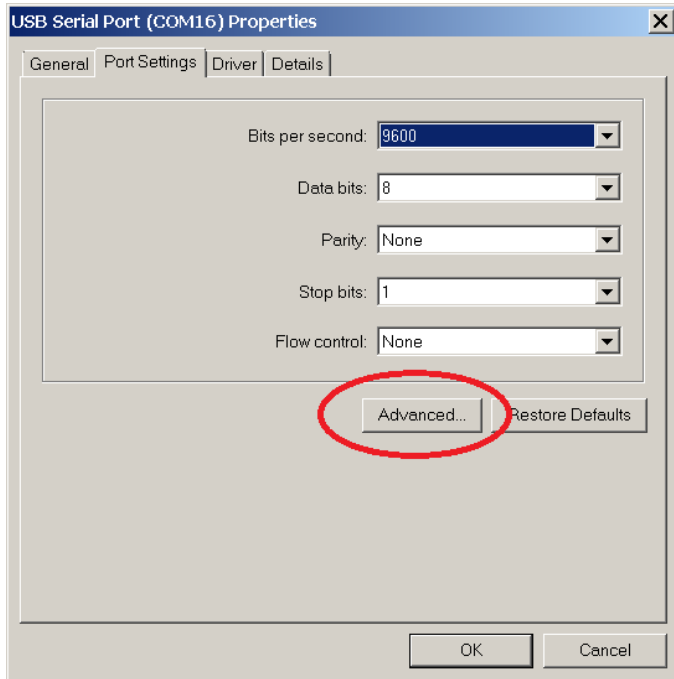 USB Serial Port (COM16) Properties
General Port Settings Driver Details
Bits per second: 9600
Data bits: 8
Parity: None
Stop bits: 1
Flow control: None
Advanced... Restore Defaults
OK Cancel